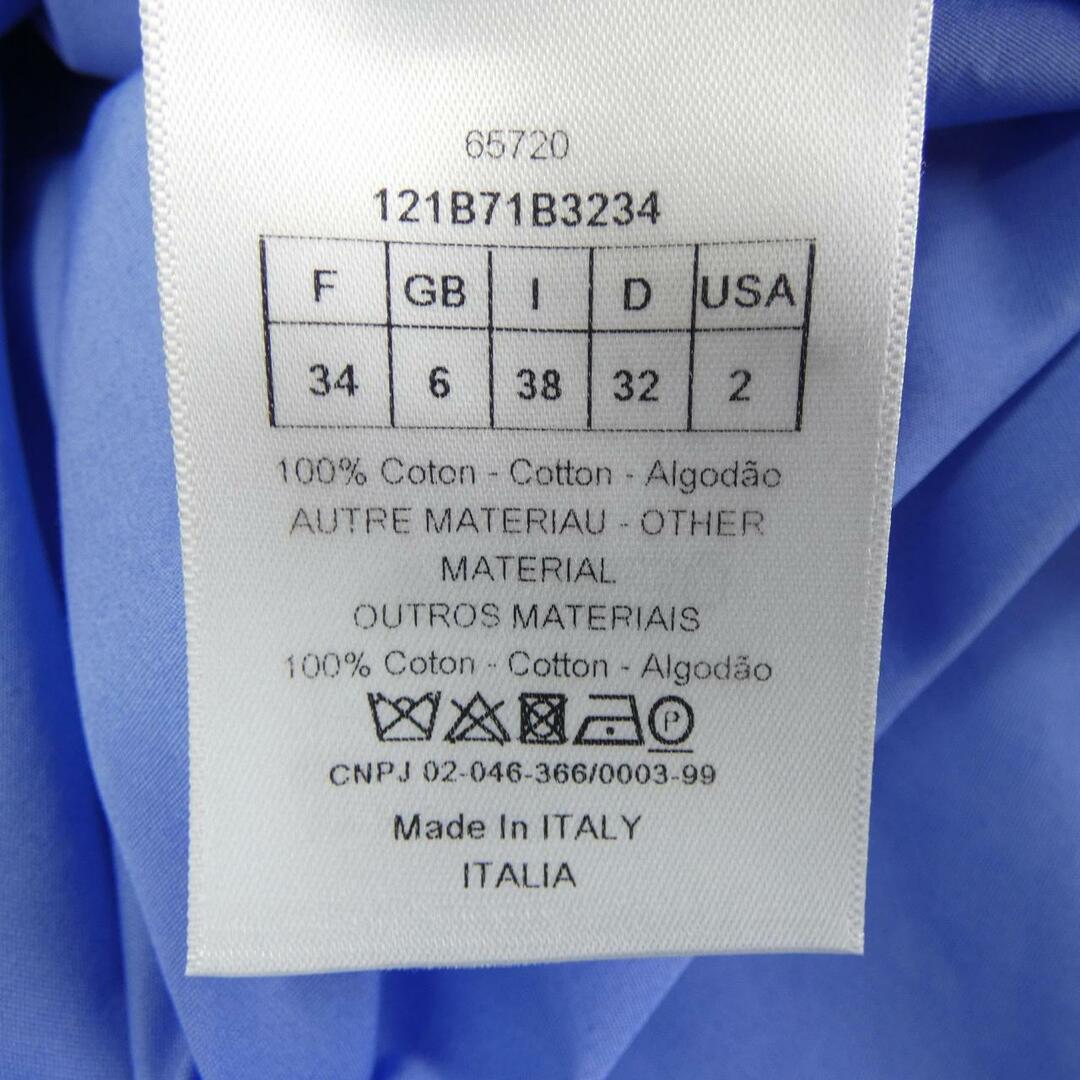 65720
121B71B3234
F GB I D USA
34 6 38 32 2
100% Coton - Cotton - Algodão
AUTRE MATERIAU - OTHER
MATERIAL
OUTROS MATERIAIS
100% Coton - Cotton - Algodão
P
CNPJ 02-046-366/0003-99
Made In ITALY
ITALIA